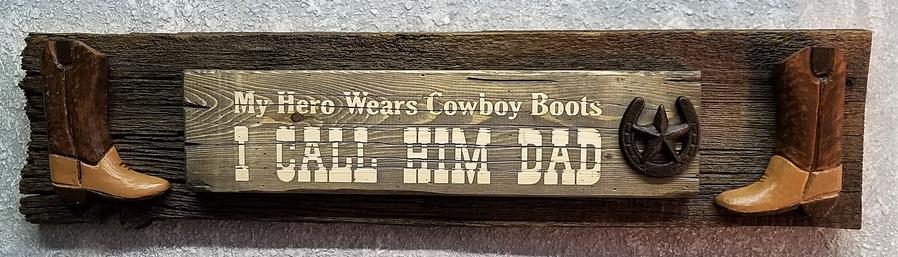 My Hero Wears Cowboy Boots
I CALL HIM DAD